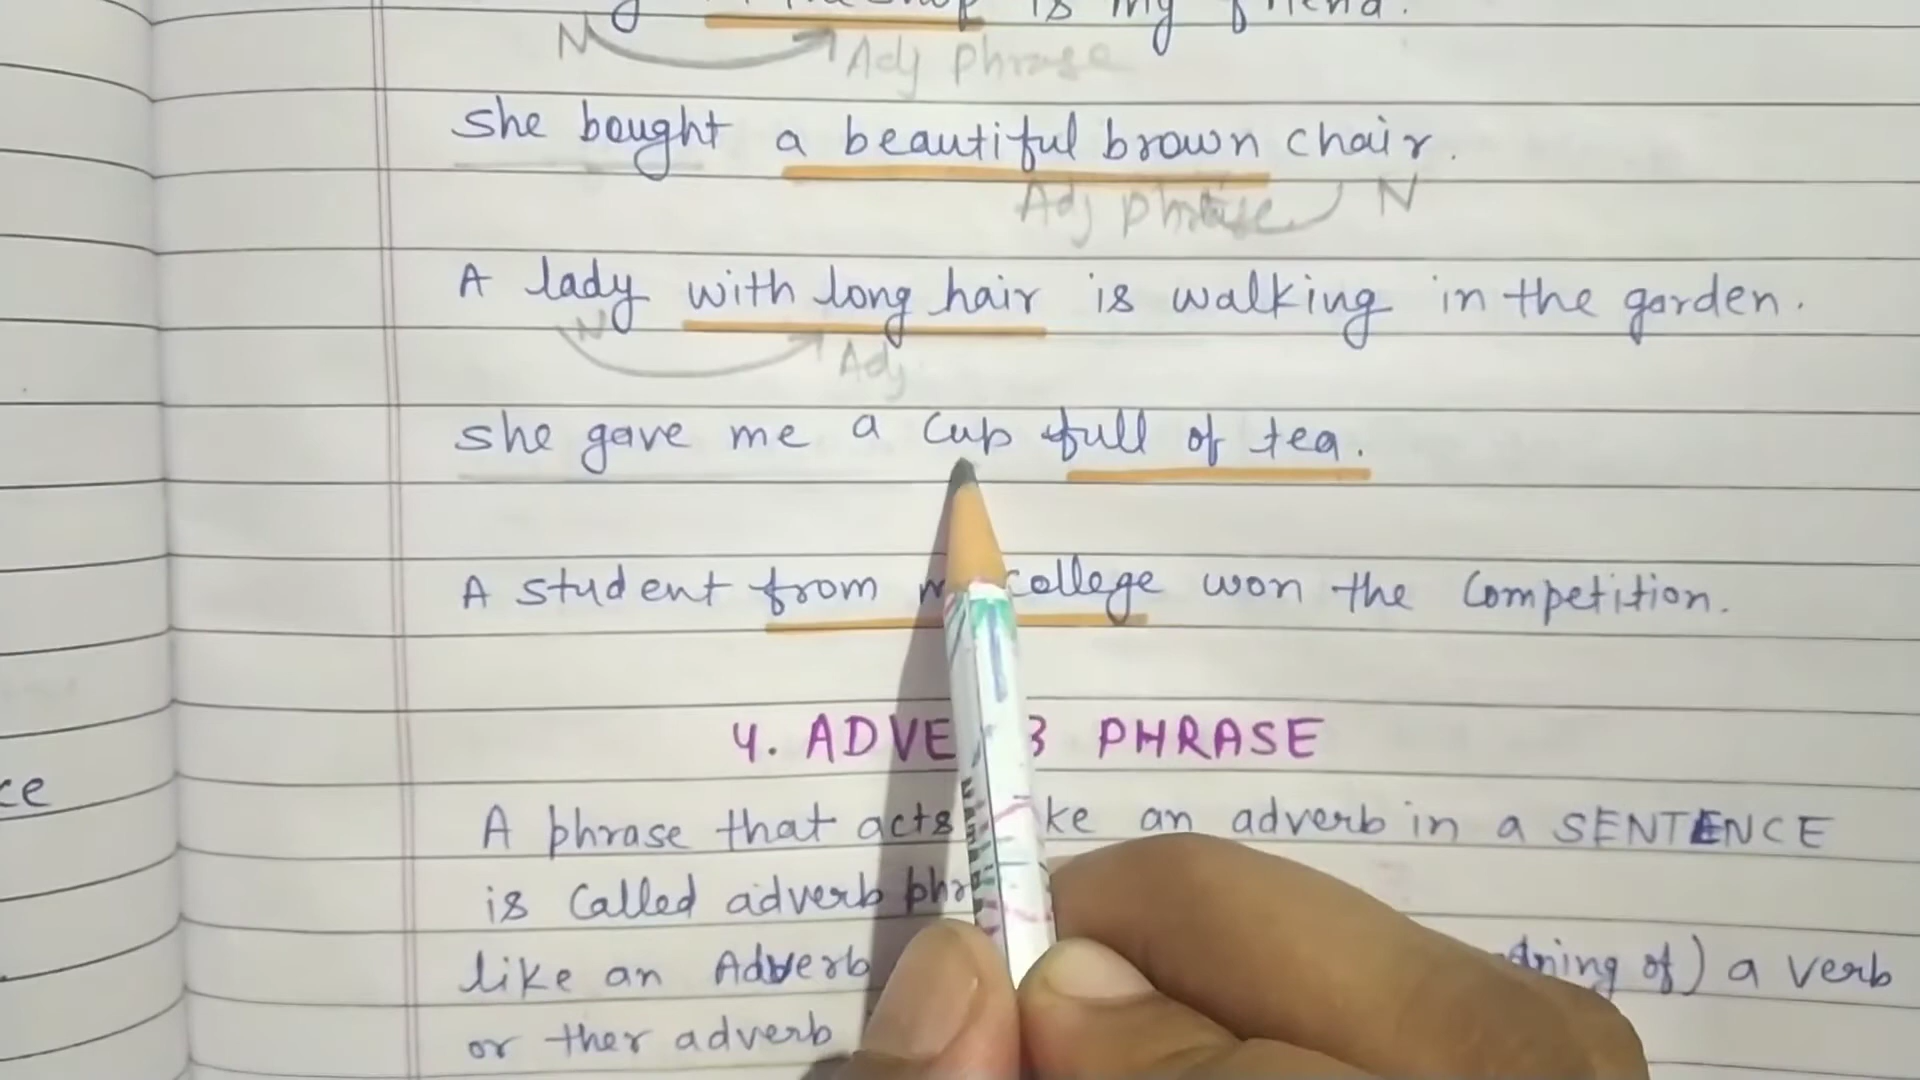 is my friend.
N Adj phrase
she bought a beautiful brown chair.
Adj phrase N
A lady with long hair is walking in the garden.
N Adj
she gave me a cup full of tea.
A student from college won the competition.
4. ADVE B PHRASE
ce
A phrase that acts ke an adverb in a SENTENCE
is called adverb phr
like an Adverb of) a verb
or ther adverb